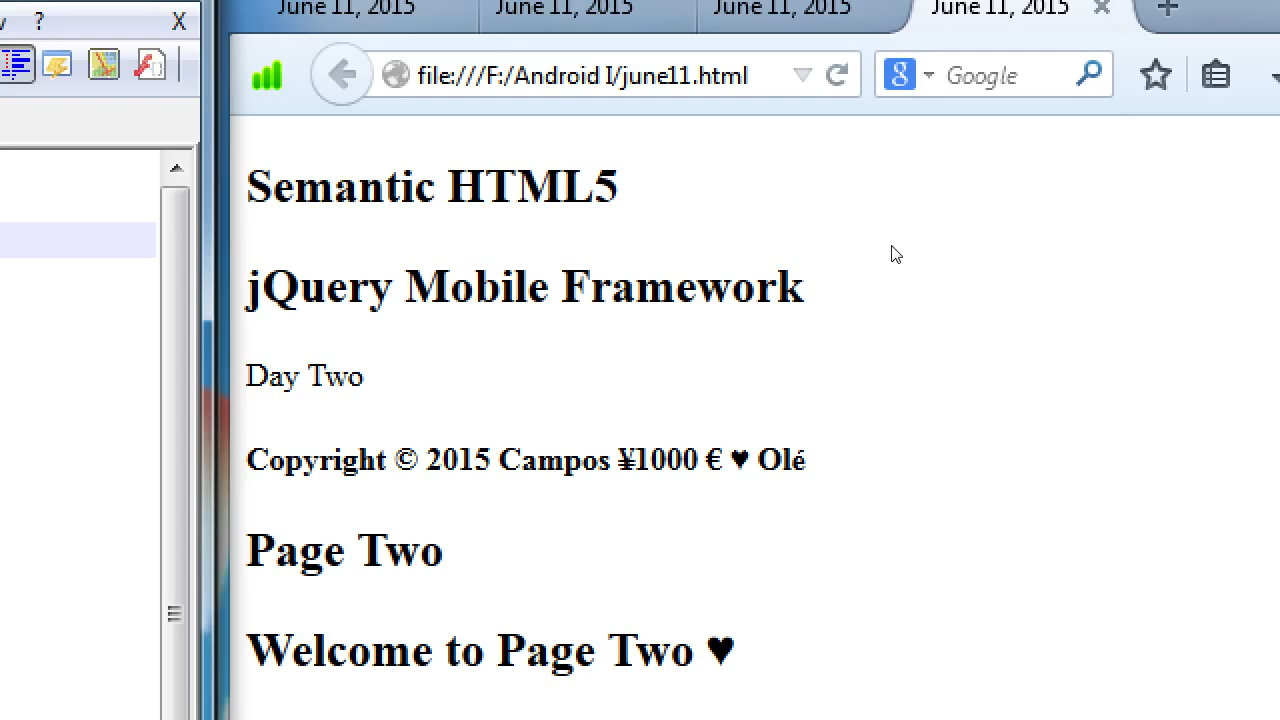 June 11, 2015 June 11, 2015 June 11, 2015 June 11, 2015
?
X
file:///F:/Android I/june11.html
Google
Semantic HTML5
jQuery Mobile Framework
Day Two
Copyright © 2015 Campos ¥1000 € ♥ Olé
Page Two
Welcome to Page Two ♥